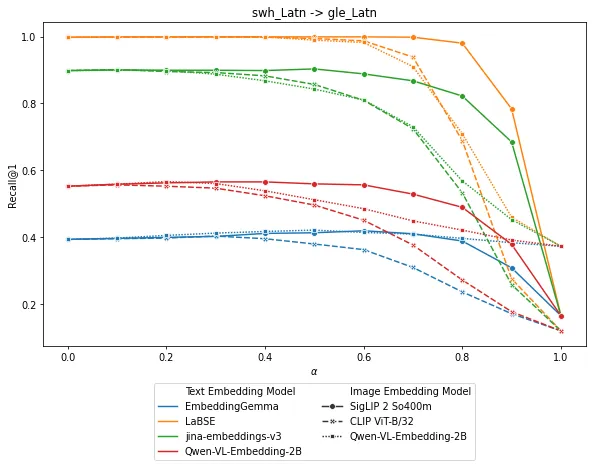 swh_Latn -> gle_Latn
Recall@1
1.0
0.8
0.6
0.4
0.2
0.0 0.2 0.4 0.6 0.8 1.0
α
Text Embedding Model
EmbeddingGemma
LaBSE
jina-embeddings-v3
Qwen-VL-Embedding-2B
Image Embedding Model
SigLIP 2 So400m
CLIP ViT-B/32
Qwen-VL-Embedding-2B